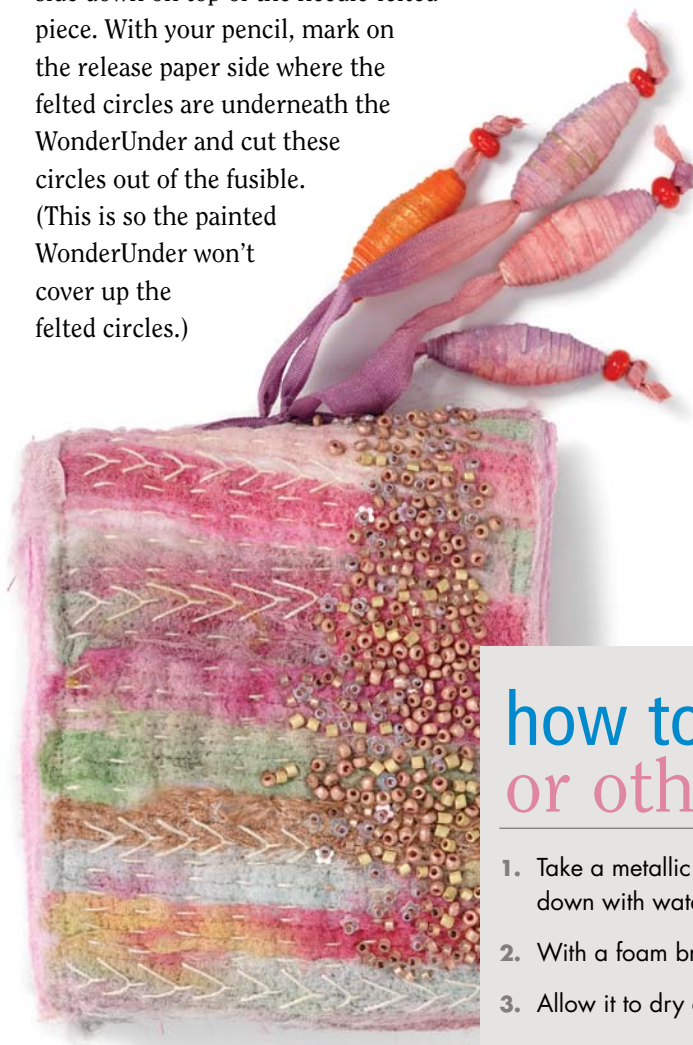 side down on top of the needle-felted
piece. With your pencil, mark on
the release paper side where the
felted circles are underneath the
WonderUnder and cut these
circles out of the fusible.
(This is so the painted
WonderUnder won’t
cover up the
felted circles.)
how to
or oth
1. Take a metallic
down with wat
2. With a foam br
3. Allow it to dry